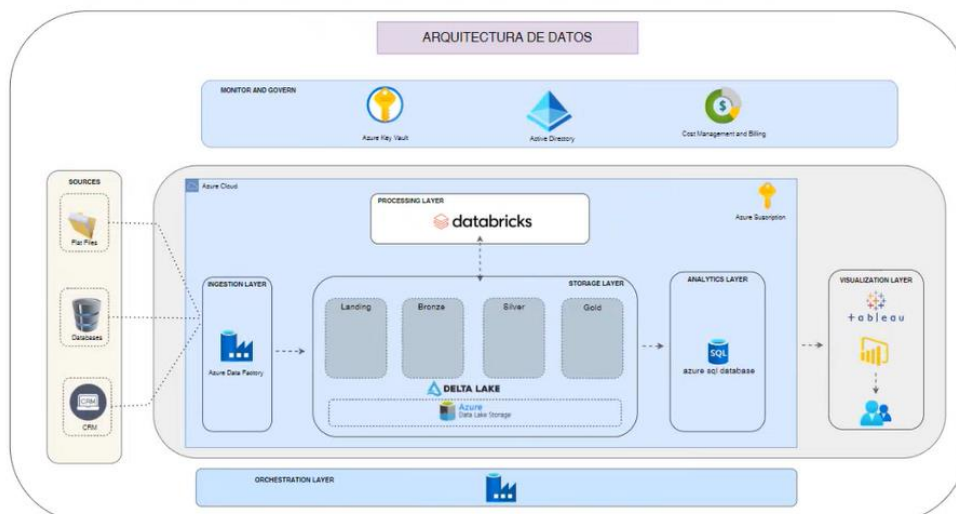 ARQUITECTURA DE DATOS
MONITOR AND GOVERN
Azure Key Vault
Active Directory
Cost Management and Billing
SOURCES
Flat Files
Databases
CRM
CRM
Azure Cloud
Azure Suscription
PROCESSING LAYER
databricks
INGESTION LAYER
Azure Data Factory
STORAGE LAYER
Landing
Bronze
Silver
Gold
DELTA LAKE
Azure
Data Lake Storage
ANALYTICS LAYER
SQL
azure sql database
VISUALIZATION LAYER
+ a b l e a u
ORCHESTRATION LAYER